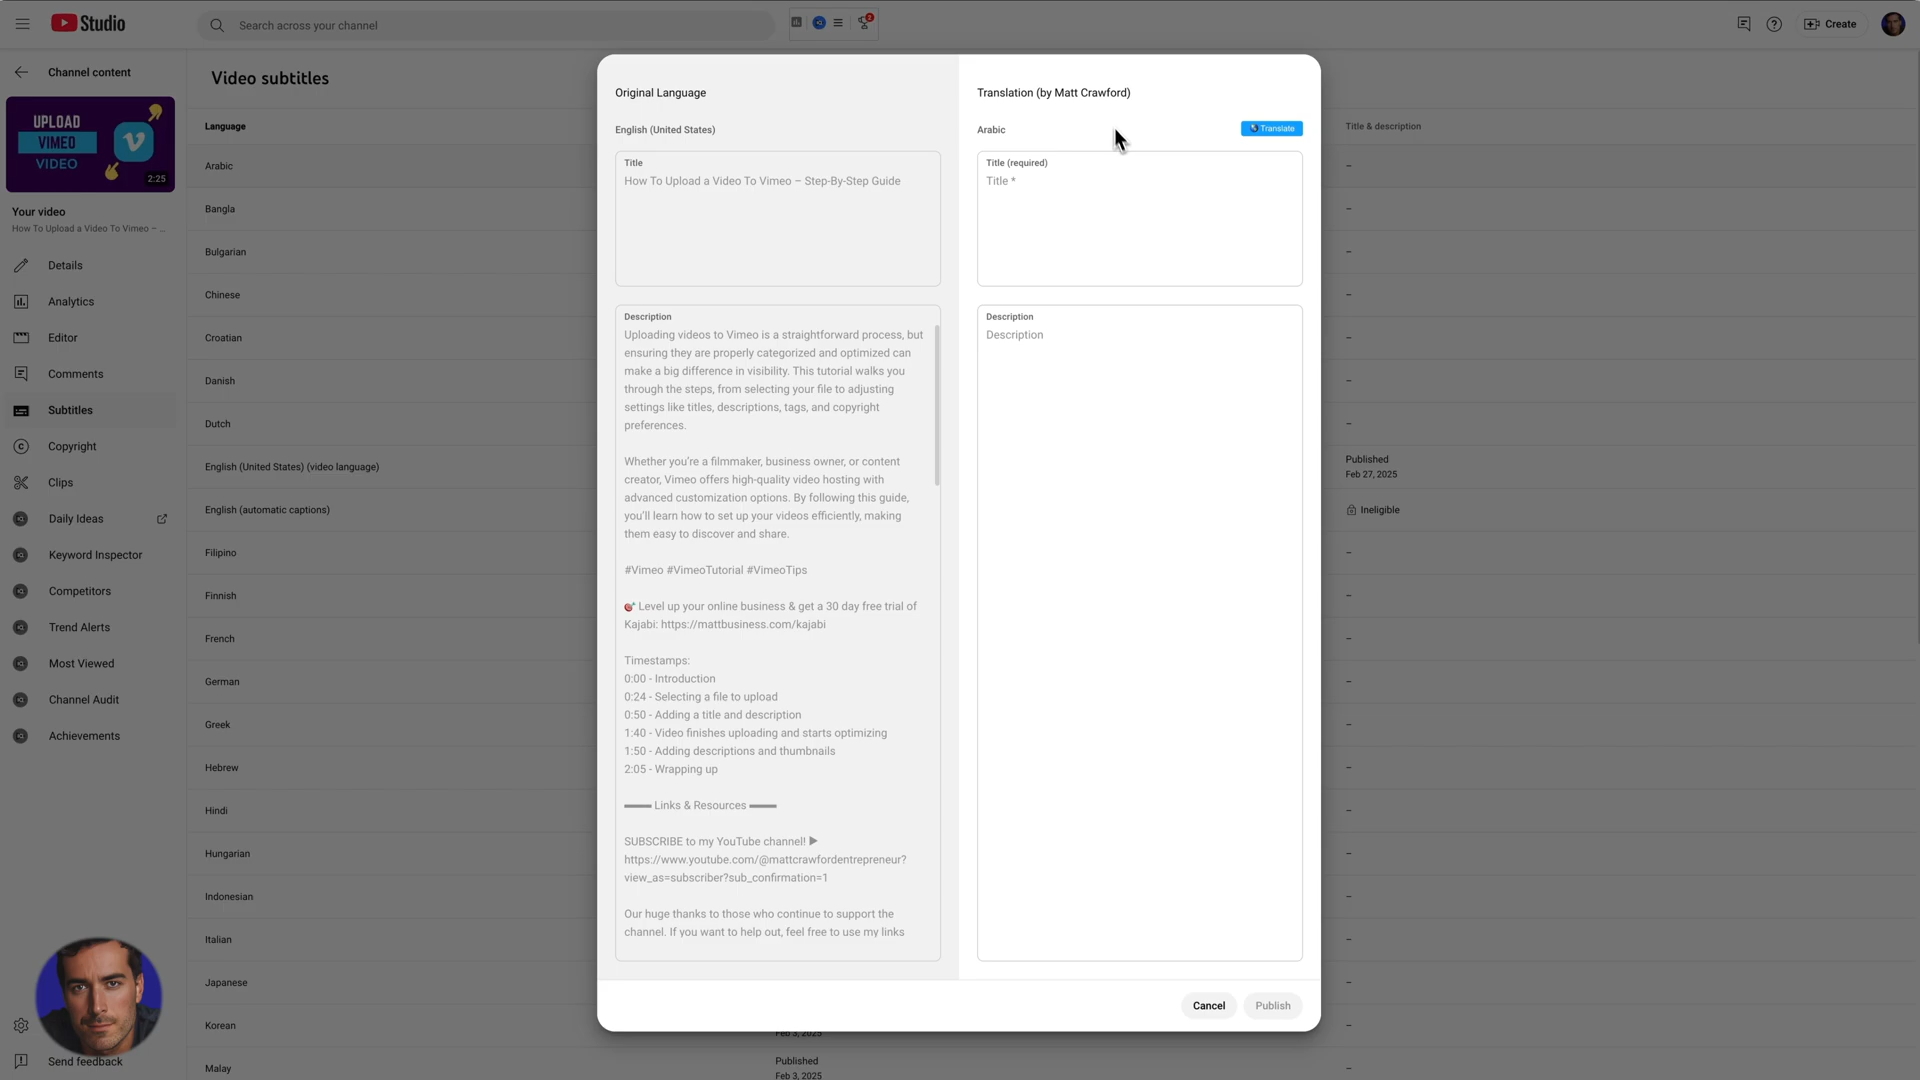 Studio
Search across your channel
2
Create
Channel content
UPLOAD
VIMEO
VIDEO
2:25
Your video
How To Upload a Video To Vimeo – ...
Details
Analytics
Editor
Comments
Subtitles
Copyright
Clips
Daily Ideas
Keyword Inspector
Competitors
Trend Alerts
Most Viewed
Channel Audit
Achievements
Send feedback
Video subtitles
Language
Title & description
Arabic
–
Bangla
–
Bulgarian
–
Chinese
–
Croatian
–
Danish
–
Dutch
–
English (United States) (video language)
Published
Feb 27, 2025
English (automatic captions)
Ineligible
Filipino
–
Finnish
–
French
–
German
–
Greek
–
Hebrew
–
Hindi
–
Hungarian
–
Indonesian
–
Italian
–
Japanese
–
Korean
Feb 3, 2025
–
Malay
Published
Feb 3, 2025
–
Original Language
English (United States)
Title
How To Upload a Video To Vimeo – Step-By-Step Guide
Description
Uploading videos to Vimeo is a straightforward process, but
ensuring they are properly categorized and optimized can
make a big difference in visibility. This tutorial walks you
through the steps, from selecting your file to adjusting
settings like titles, descriptions, tags, and copyright
preferences.
Whether you're a filmmaker, business owner, or content
creator, Vimeo offers high-quality video hosting with
advanced customization options. By following this guide,
you'll learn how to set up your videos efficiently, making
them easy to discover and share.
#Vimeo #VimeoTutorial #VimeoTips
🎯 Level up your online business & get a 30 day free trial of
Kajabi: https://mattbusiness.com/kajabi
Timestamps:
0:00 - Introduction
0:24 - Selecting a file to upload
0:50 - Adding a title and description
1:40 - Video finishes uploading and starts optimizing
1:50 - Adding descriptions and thumbnails
2:05 - Wrapping up
▬▬ Links & Resources ▬▬
SUBSCRIBE to my YouTube channel! ▶
https://www.youtube.com/@mattcrawfordentrepreneur?
view_as=subscriber?sub_confirmation=1
Our huge thanks to those who continue to support the
channel. If you want to help out, feel free to use my links
Translation (by Matt Crawford)
Arabic
Translate
Title (required)
Title *
Description
Description
Cancel
Publish